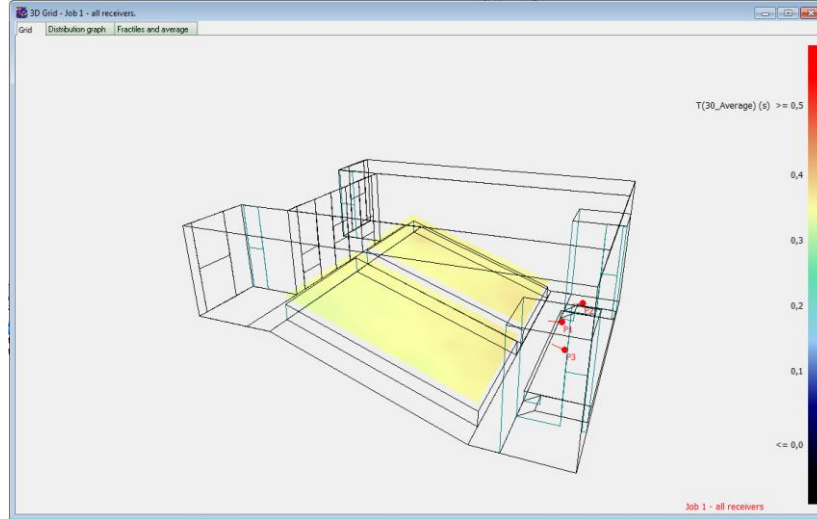 3D Grid - Job 1 - all receivers.
Grid Distribution graph Fractiles and average
T(30_Average) (s) >= 0,5
0,4
0,3
0,2
P2
P1
P3
0,1
<= 0,0
Job 1 - all receivers